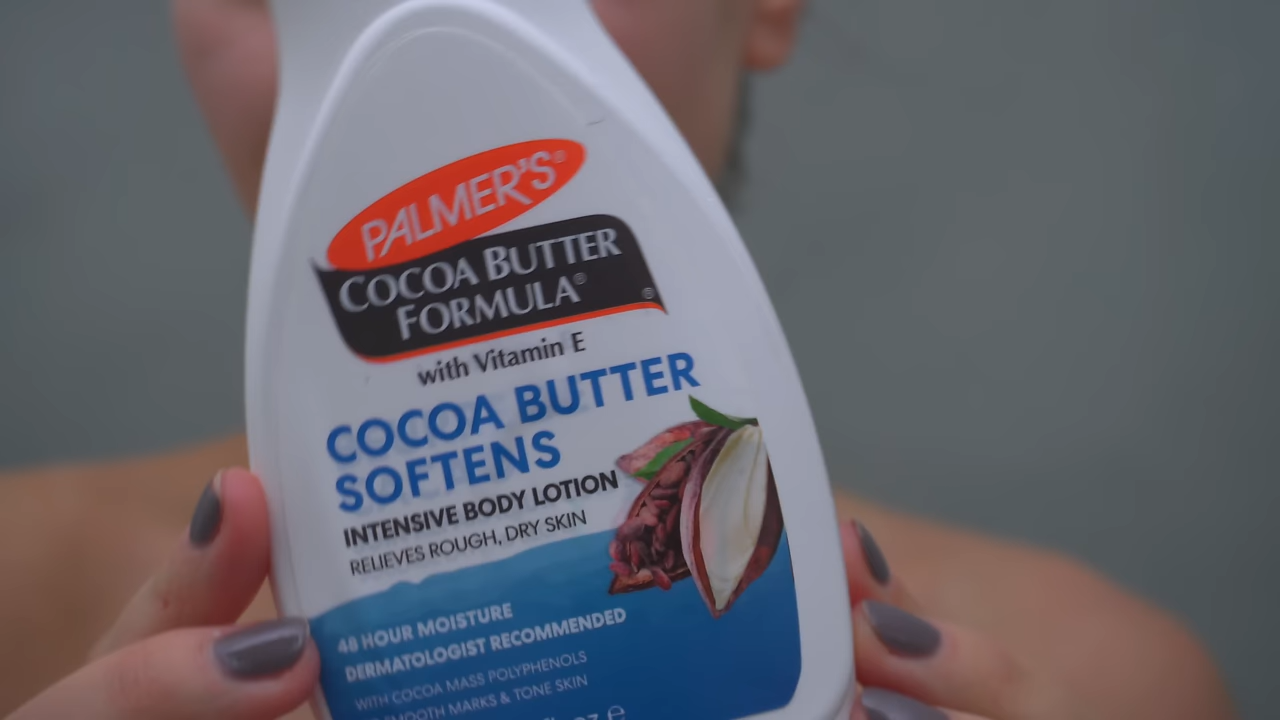 PALMER'S®
COCOA BUTTER
FORMULA®
®
with Vitamin E
COCOA BUTTER
SOFTENS
INTENSIVE BODY LOTION
RELIEVES ROUGH, DRY SKIN
48 HOUR MOISTURE
DERMATOLOGIST RECOMMENDED
WITH COCOA MASS POLYPHENOLS
SMOOTH MARKS & TONE SKIN
℮